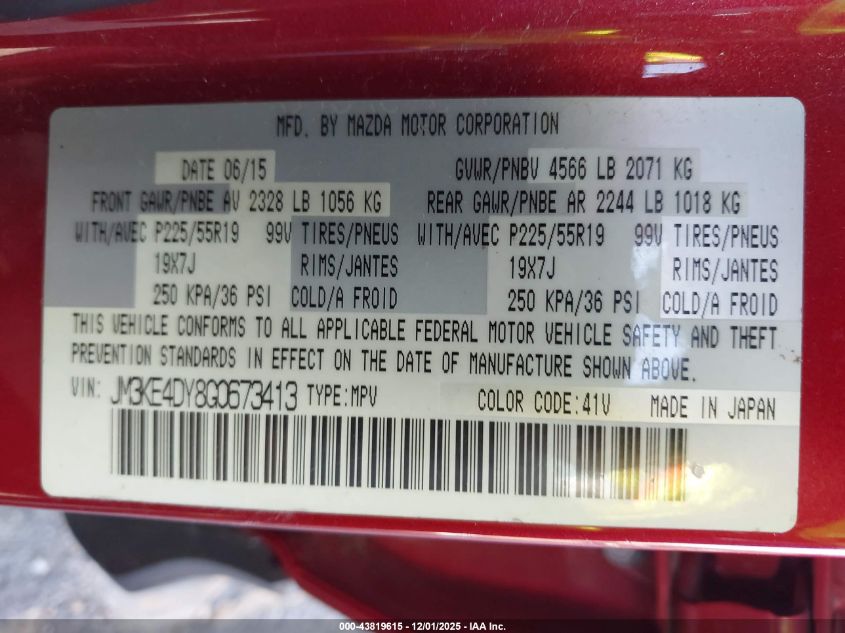 MFD. BY MAZDA MOTOR CORPORATION
DATE 06/15 GVWR/PNBV 4566 LB 2071 KG
FRONT GAWR/PNBE AV 2328 LB 1056 KG REAR GAWR/PNBE AR 2244 LB 1018 KG
WITH/AVEC P225/55R19 99V TIRES/PNEUS WITH/AVEC P225/55R19 99V TIRES/PNEUS
19X7J RIMS/JANTES 19X7J RIMS/JANTES
250 KPA/36 PSI COLD/A FROID 250 KPA/36 PSI COLD/A FROID
THIS VEHICLE CONFORMS TO ALL APPLICABLE FEDERAL MOTOR VEHICLE SAFETY AND THEFT
PREVENTION STANDARDS IN EFFECT ON THE DATE OF MANUFACTURE SHOWN ABOVE.
VIN: JM3KE4DY8G0673413 TYPE:MPV COLOR CODE:41V MADE IN JAPAN
000-43819615 - 12/01/2025 - IAA Inc.